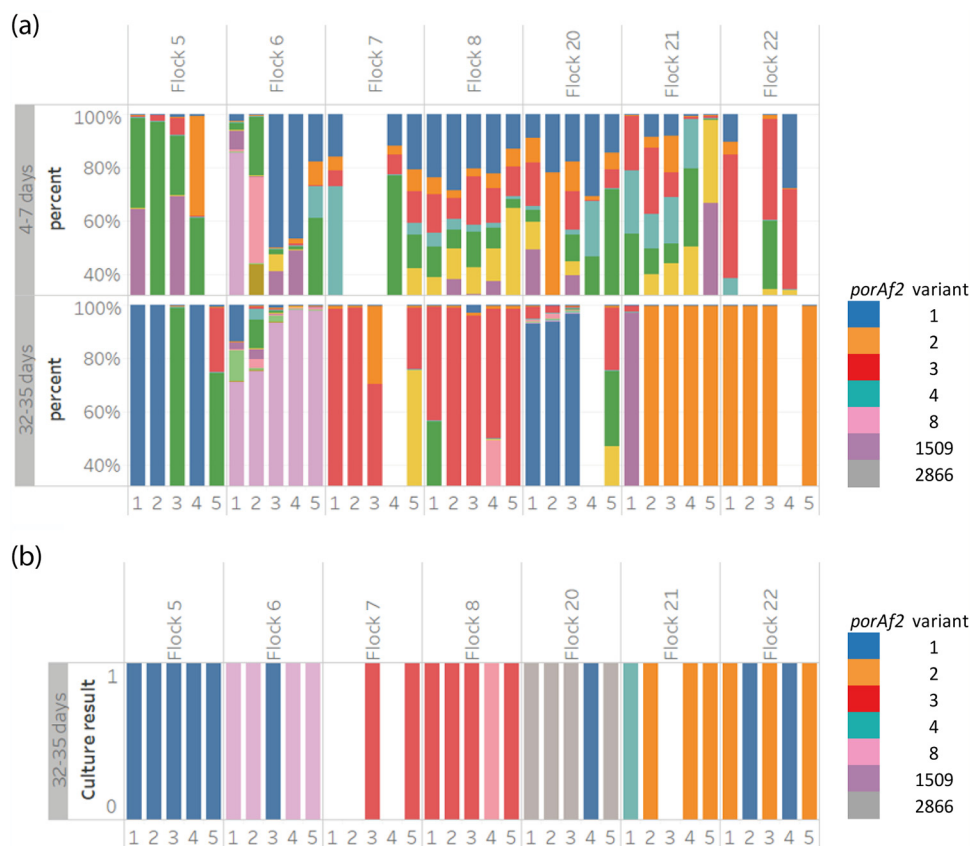 (a)
Flock 5 Flock 6 Flock 7 Flock 8 Flock 20 Flock 21 Flock 22
4-7 days
percent
100%
80%
60%
40%
32-35 days
percent
100%
80%
60%
40%
1 2 3 4 5 1 2 3 4 5 1 2 3 4 5 1 2 3 4 5 1 2 3 4 5 1 2 3 4 5 1 2 3 4 5
porAf2 variant
1
2
3
4
8
1509
2866
(b)
Flock 5 Flock 6 Flock 7 Flock 8 Flock 20 Flock 21 Flock 22
32-35 days
Culture result
1
0
1 2 3 4 5 1 2 3 4 5 1 2 3 4 5 1 2 3 4 5 1 2 3 4 5 1 2 3 4 5 1 2 3 4 5
porAf2 variant
1
2
3
4
8
1509
2866